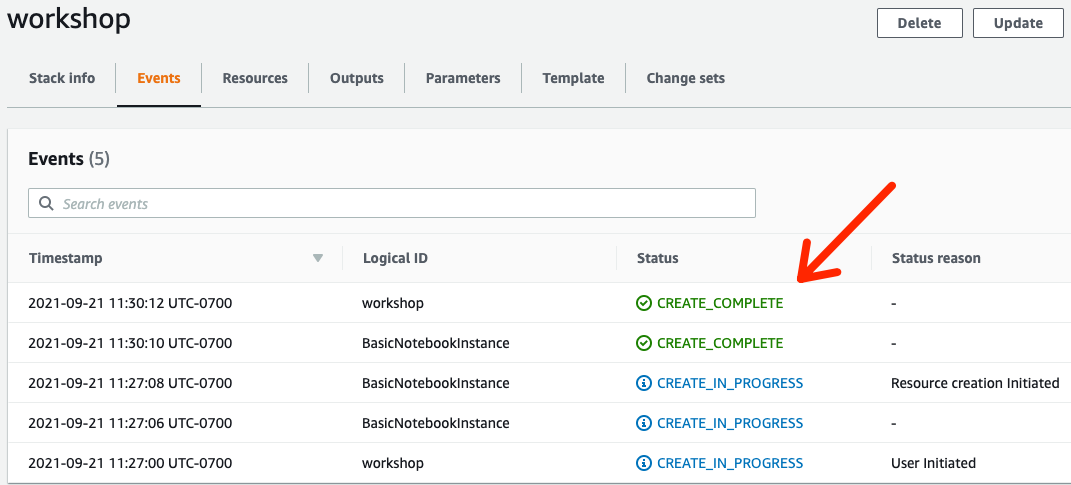 workshop
Delete Update
Stack info Events Resources Outputs Parameters Template Change sets
Events (5)
Search events
Timestamp Logical ID Status Status reason
2021-09-21 11:30:12 UTC-0700 workshop CREATE_COMPLETE -
2021-09-21 11:30:10 UTC-0700 BasicNotebookInstance CREATE_COMPLETE -
2021-09-21 11:27:08 UTC-0700 BasicNotebookInstance CREATE_IN_PROGRESS Resource creation Initiated
2021-09-21 11:27:06 UTC-0700 BasicNotebookInstance CREATE_IN_PROGRESS -
2021-09-21 11:27:00 UTC-0700 workshop CREATE_IN_PROGRESS User Initiated